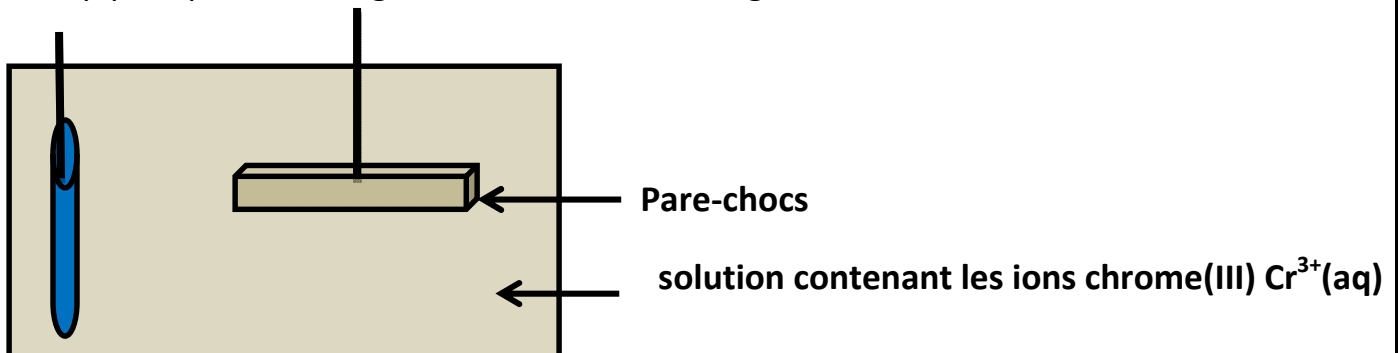 Pare-chocs
solution contenant les ions chrome(III) Cr³⁺(aq)